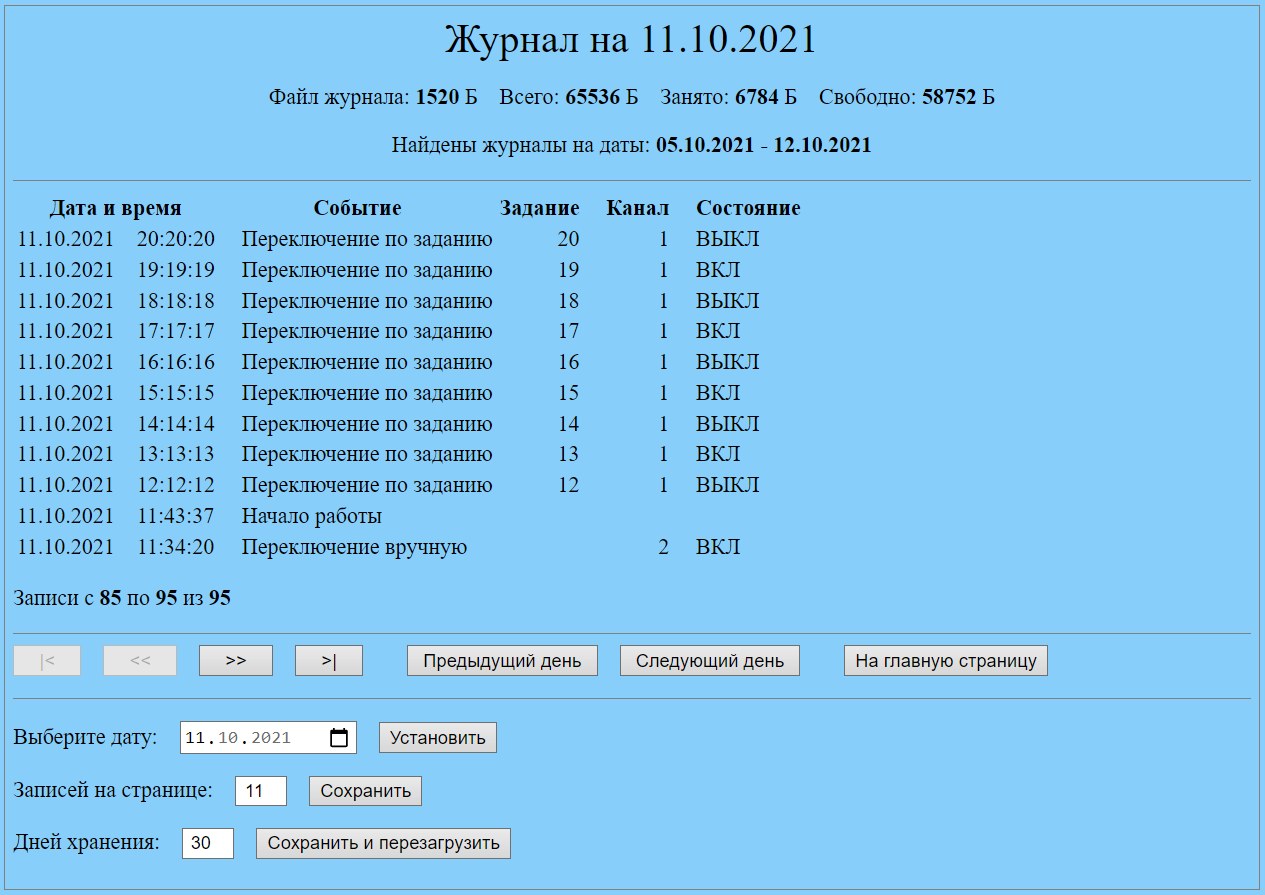 Журнал на 11.10.2021
Файл журнала: 1520 Б Всего: 65536 Б Занято: 6784 Б Свободно: 58752 Б
Найдены журналы на даты: 05.10.2021 - 12.10.2021
Дата и время Событие Задание Канал Состояние
11.10.2021 20:20:20 Переключение по заданию 20 1 ВЫКЛ
11.10.2021 19:19:19 Переключение по заданию 19 1 ВКЛ
11.10.2021 18:18:18 Переключение по заданию 18 1 ВЫКЛ
11.10.2021 17:17:17 Переключение по заданию 17 1 ВКЛ
11.10.2021 16:16:16 Переключение по заданию 16 1 ВЫКЛ
11.10.2021 15:15:15 Переключение по заданию 15 1 ВКЛ
11.10.2021 14:14:14 Переключение по заданию 14 1 ВЫКЛ
11.10.2021 13:13:13 Переключение по заданию 13 1 ВКЛ
11.10.2021 12:12:12 Переключение по заданию 12 1 ВЫКЛ
11.10.2021 11:43:37 Начало работы
11.10.2021 11:34:20 Переключение вручную 2 ВКЛ
Записи с 85 по 95 из 95
|< << >> >| Предыдущий день Следующий день На главную страницу
Выберите дату: 11.10.2021 Установить
Записей на странице: 11 Сохранить
Дней хранения: 30 Сохранить и перезагрузить